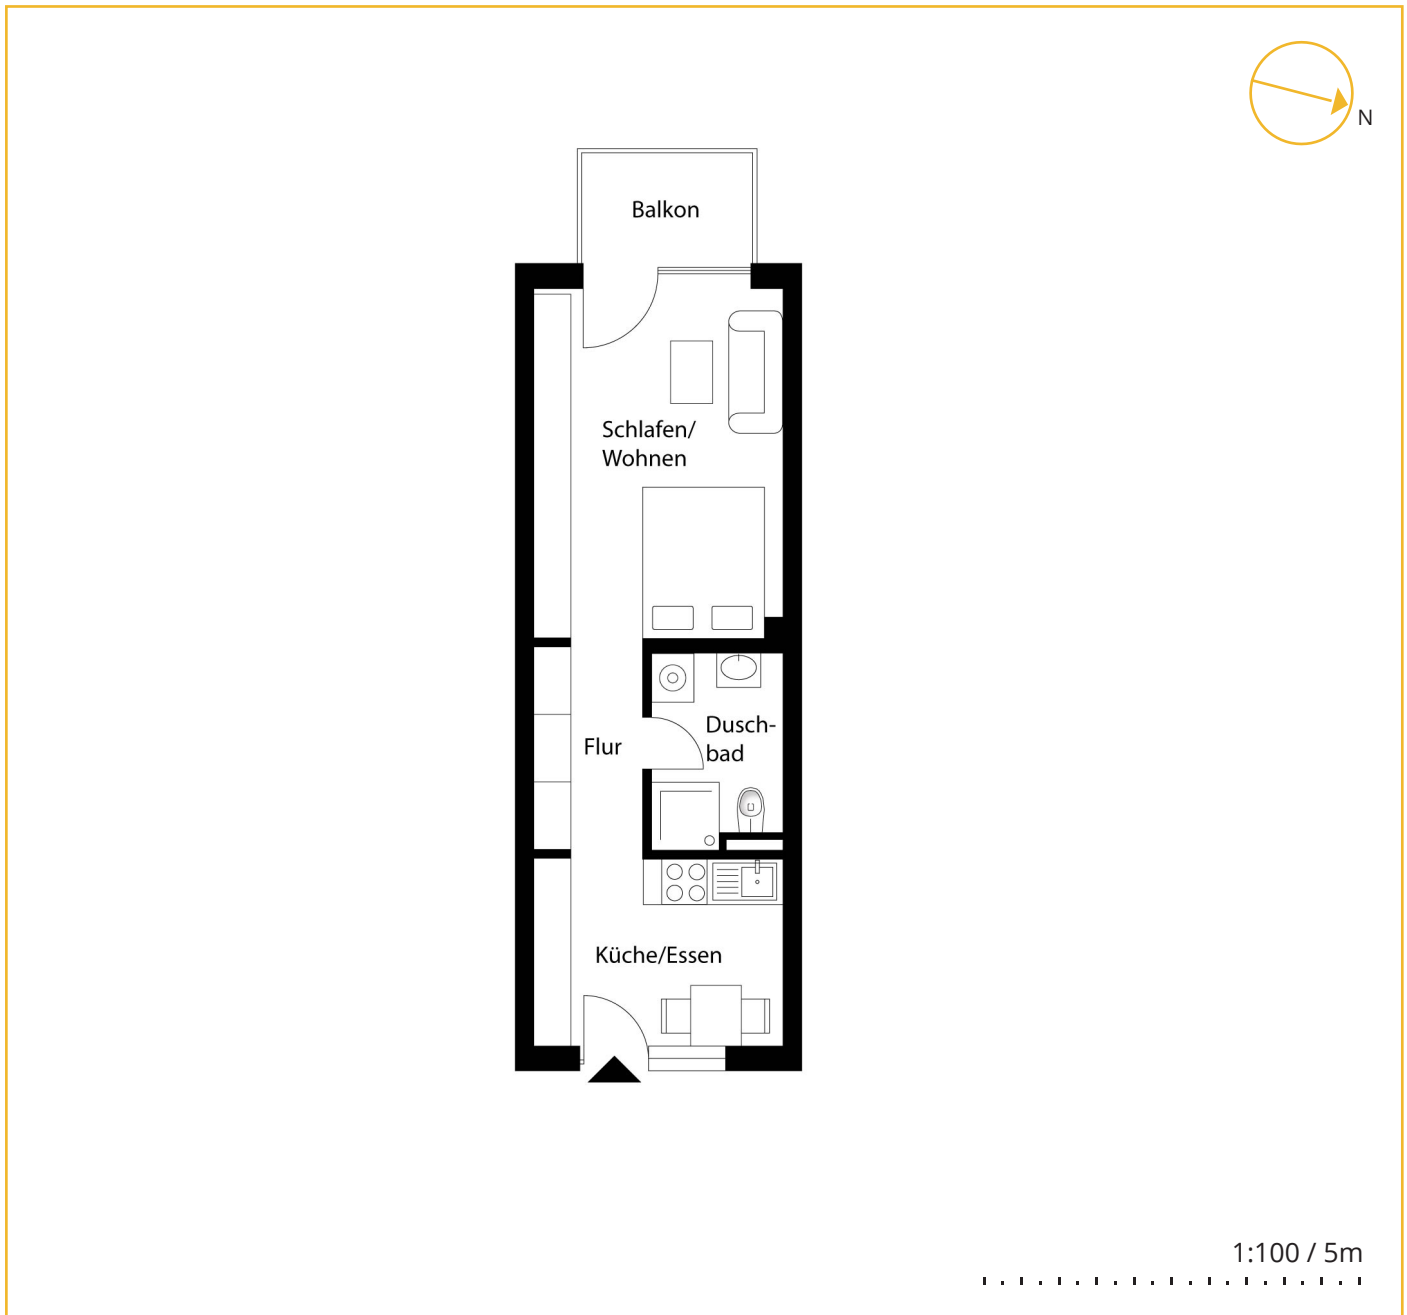 N
Balkon
Schlafen/
Wohnen
Dusch-
bad
Flur
Küche/Essen
1:100 / 5m